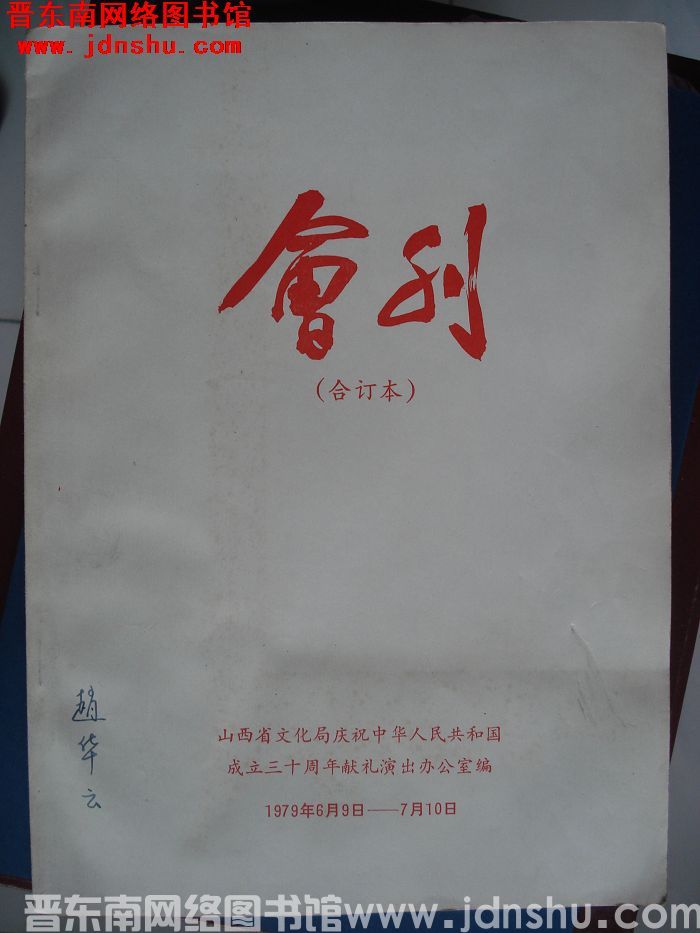 晋东南网络图书馆
www.jdnshu.com
會刊
（合订本）
趙华云
山西省文化局庆祝中华人民共和国
成立三十周年献礼演出办公室编
1979年6月9日——7月10日
晋东南网络图书馆 www.jdnshu.com